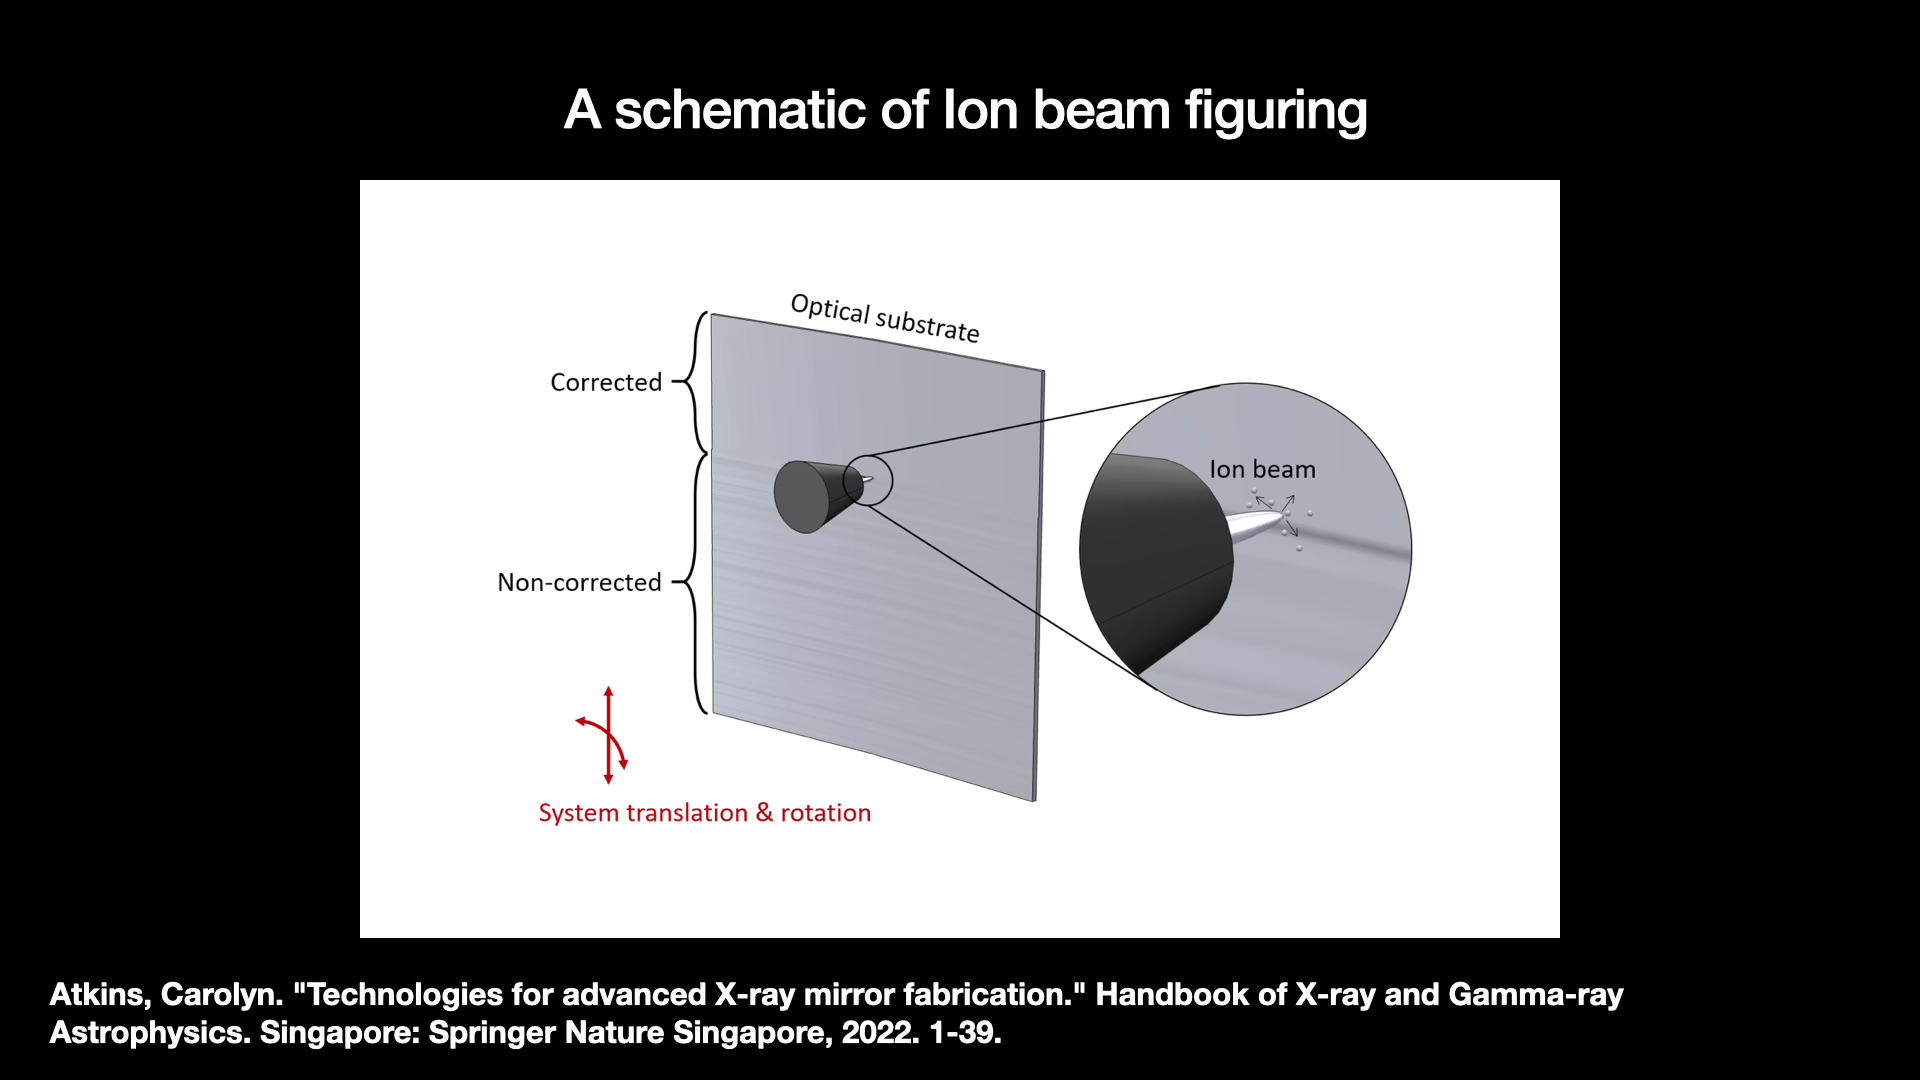 A schematic of Ion beam figuring
Optical substrate
Corrected
Ion beam
Non-corrected
System translation & rotation
Atkins, Carolyn. "Technologies for advanced X-ray mirror fabrication." Handbook of X-ray and Gamma-ray
Astrophysics. Singapore: Springer Nature Singapore, 2022. 1-39.